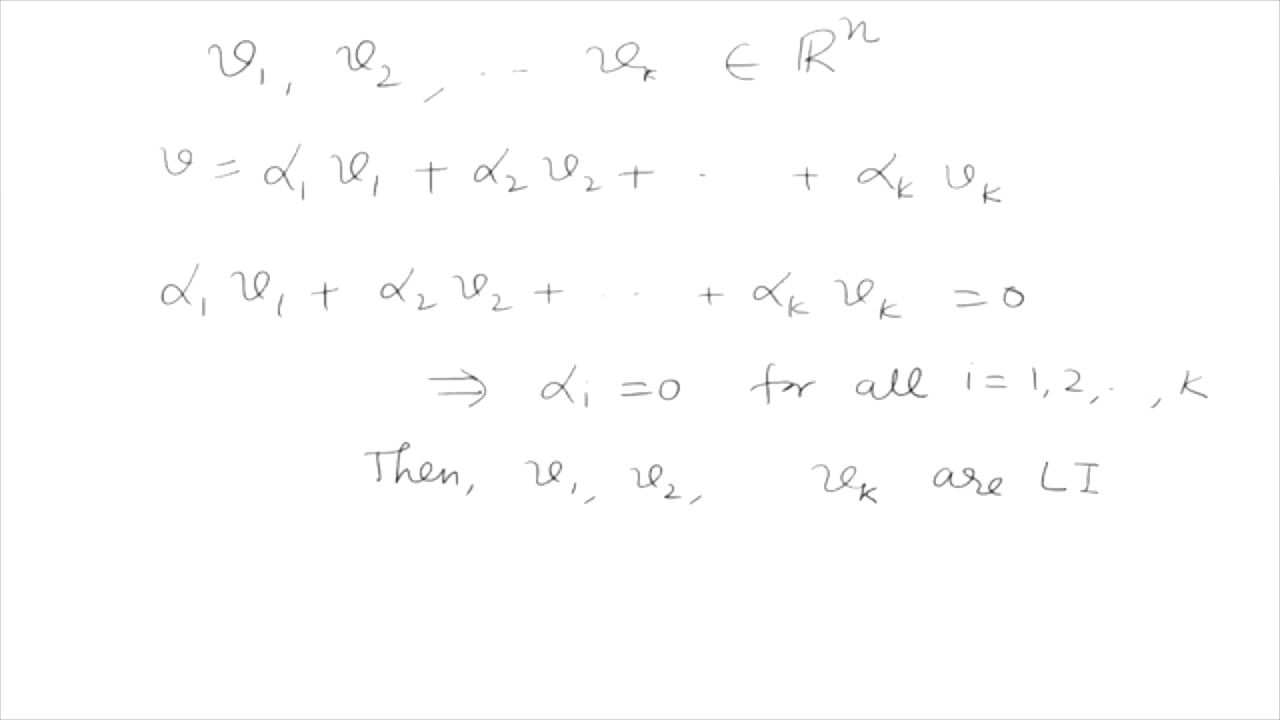 v₁, v₂, ·· vₖ ∈ ℝⁿ
v = α₁ v₁ + α₂ v₂ + · + αₖ vₖ
α₁ v₁ + α₂ v₂ + ·· + αₖ vₖ = 0
⇒ αᵢ = 0 for all i = 1, 2, ·, k
Then, v₁, v₂, vₖ are LI